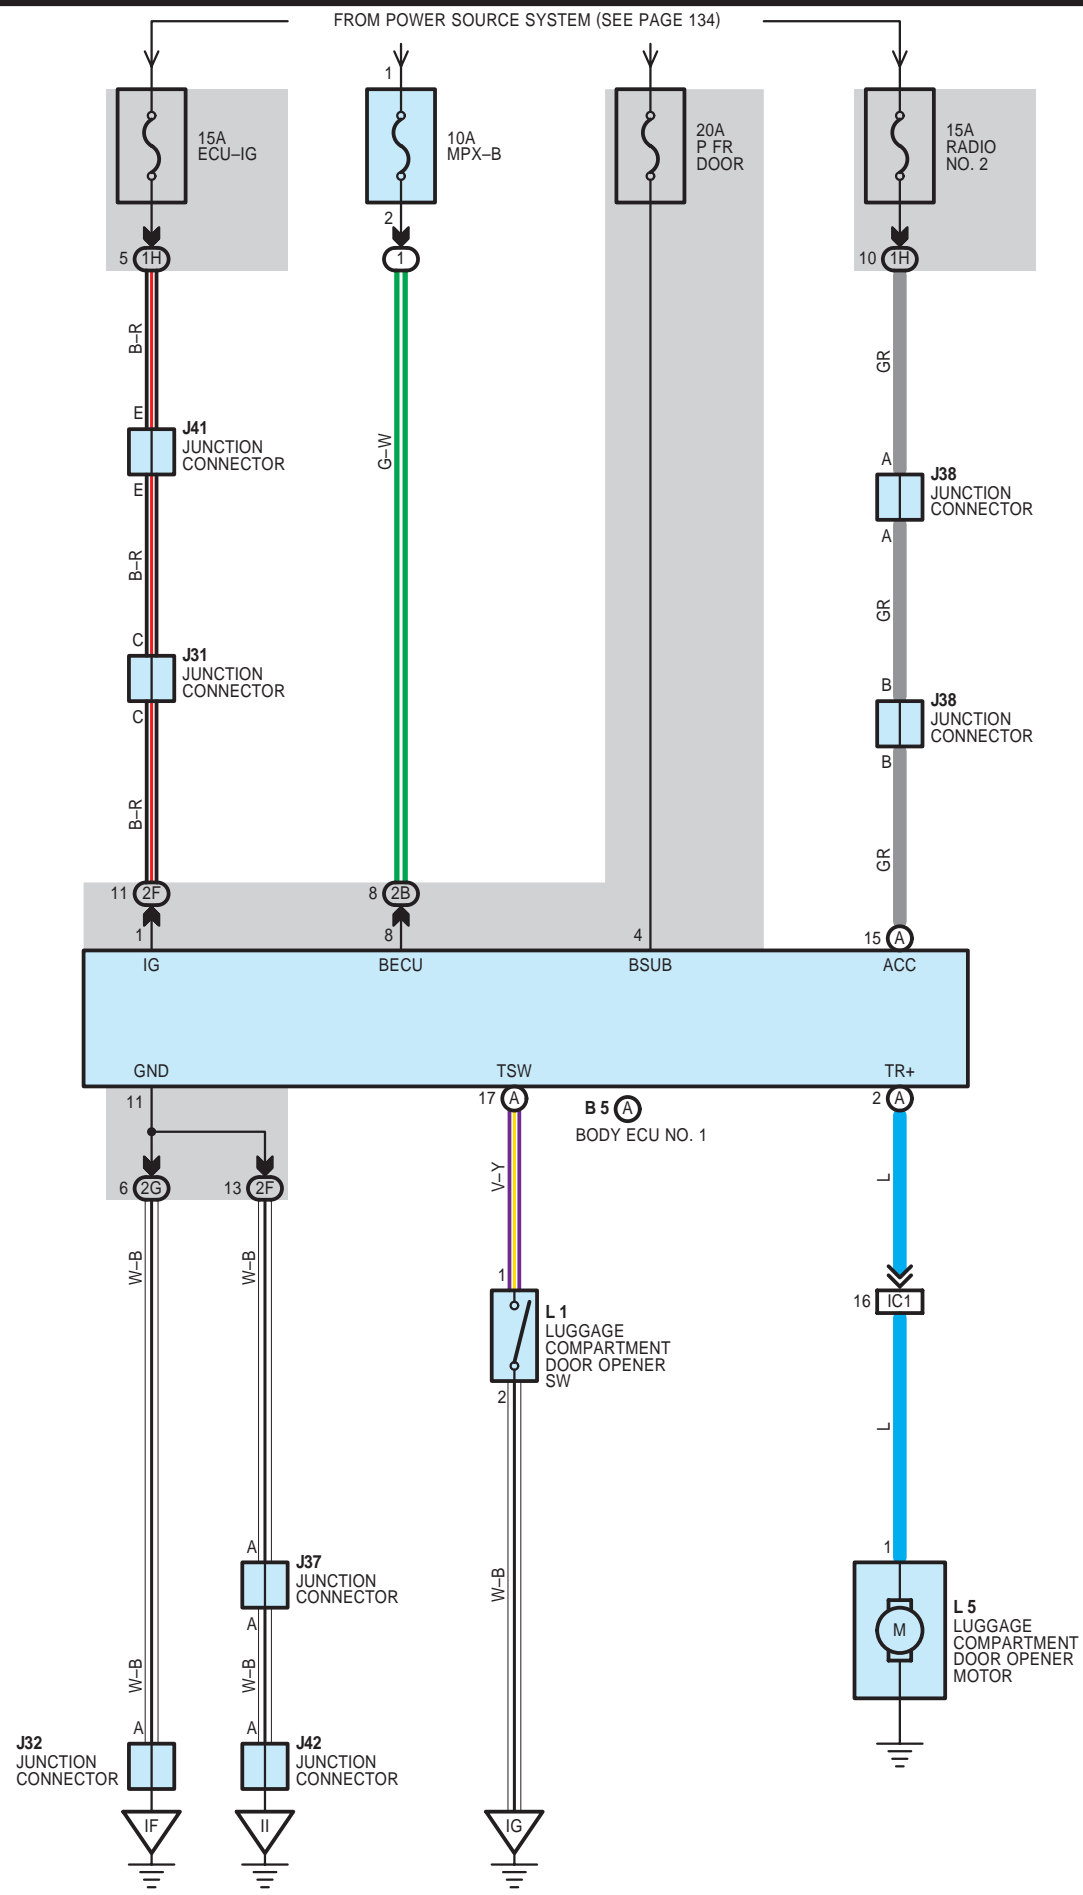 FROM POWER SOURCE SYSTEM (SEE PAGE 134)
1
15A
ECU–IG
10A
MPX–B
20A
P FR
DOOR
15A
RADIO
NO. 2
2
5 1H
1
10 1H
B–R
G–W
GR
E
J41
JUNCTION
CONNECTOR
E
A
J38
JUNCTION
CONNECTOR
A
B–R
GR
C
J31
JUNCTION
CONNECTOR
C
B
J38
JUNCTION
CONNECTOR
B
B–R
GR
11 2F
8 2B
1
8
4
15 A
IG
BECU
BSUB
ACC
GND
TSW
TR+
11
17 A
B 5 A
BODY ECU NO. 1
2 A
6 2G
13 2F
V–Y
L
W–B
W–B
1
L 1
LUGGAGE
COMPARTMENT
DOOR OPENER
SW
2
16 IC1
L
A
J37
JUNCTION
CONNECTOR
A
W–B
1
M
L 5
LUGGAGE
COMPARTMENT
DOOR OPENER
MOTOR
W–B
W–B
A
J32
JUNCTION
CONNECTOR
A
J42
JUNCTION
CONNECTOR
IF
II
IG